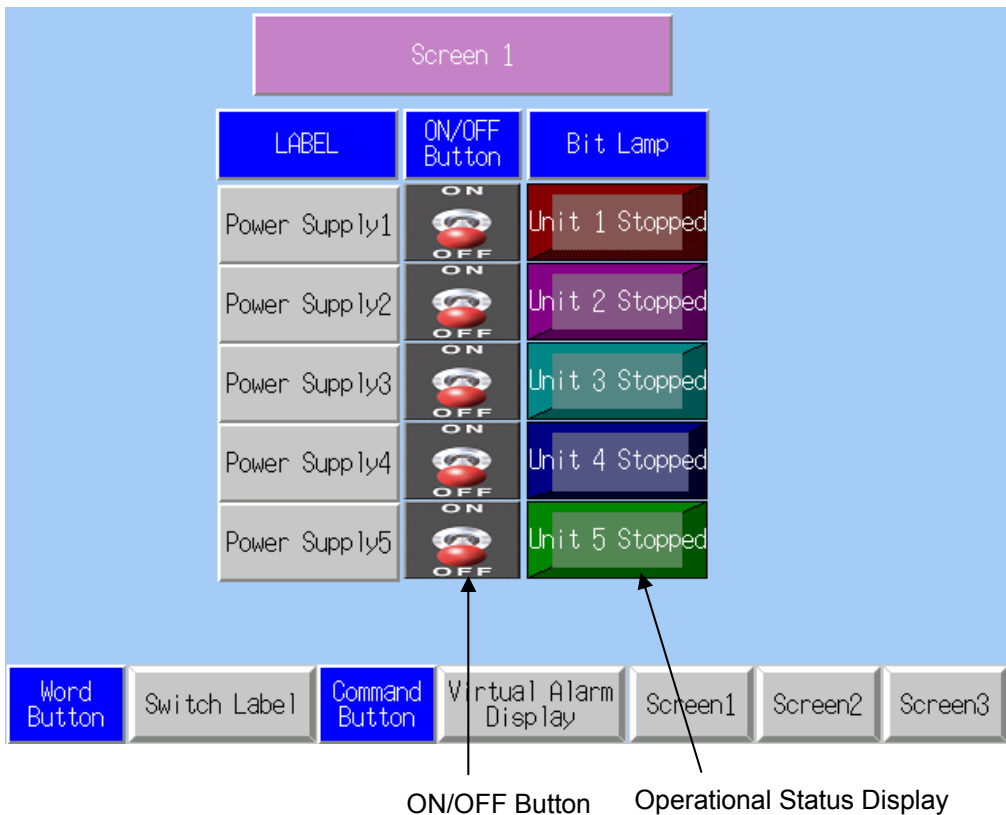 Screen 1
LABEL
ON/OFF
Button
Bit Lamp
Power Supply1
ON
OFF
Unit 1 Stopped
Power Supply2
ON
OFF
Unit 2 Stopped
Power Supply3
ON
OFF
Unit 3 Stopped
Power Supply4
ON
OFF
Unit 4 Stopped
Power Supply5
ON
OFF
Unit 5 Stopped
Word
Button
Switch Label
Command
Button
Virtual Alarm
Display
Screen1
Screen2
Screen3
ON/OFF Button
Operational Status Display